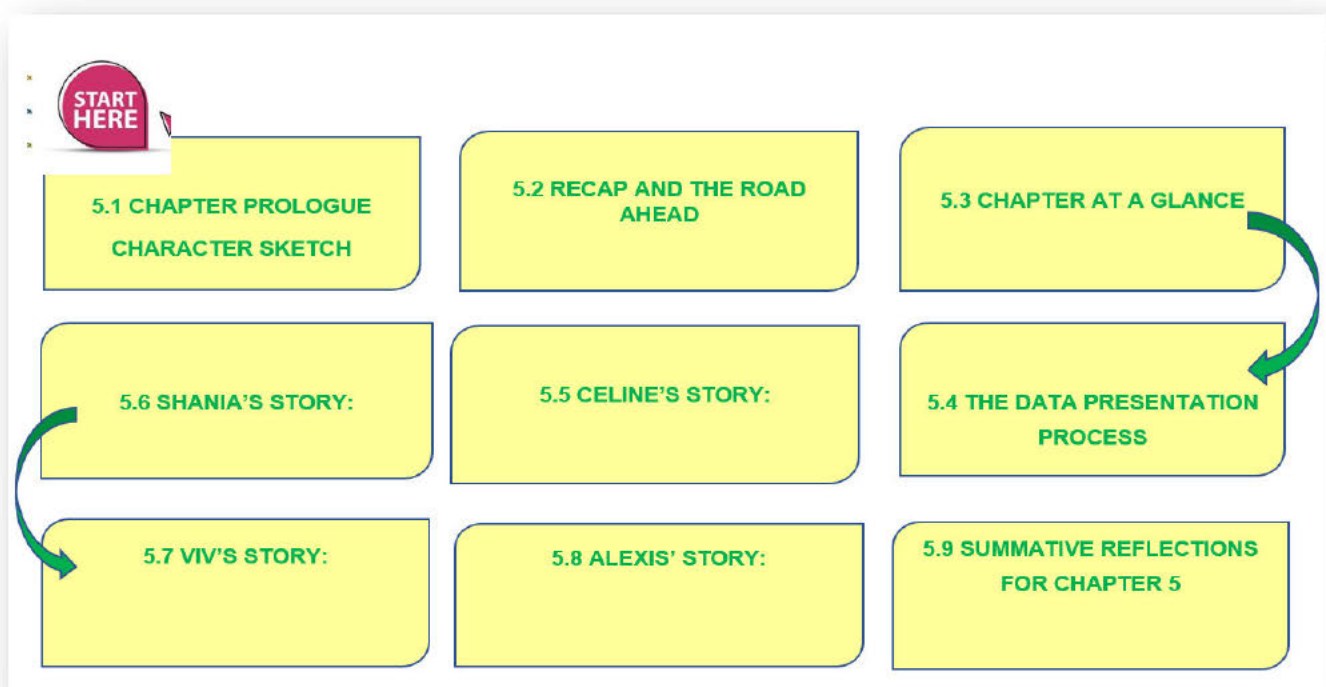 START
HERE
5.1 CHAPTER PROLOGUE
CHARACTER SKETCH
5.2 RECAP AND THE ROAD
AHEAD
5.3 CHAPTER AT A GLANCE
5.4 THE DATA PRESENTATION
PROCESS
5.5 CELINE'S STORY:
5.6 SHANIA'S STORY:
5.7 VIV'S STORY:
5.8 ALEXIS' STORY:
5.9 SUMMATIVE REFLECTIONS
FOR CHAPTER 5